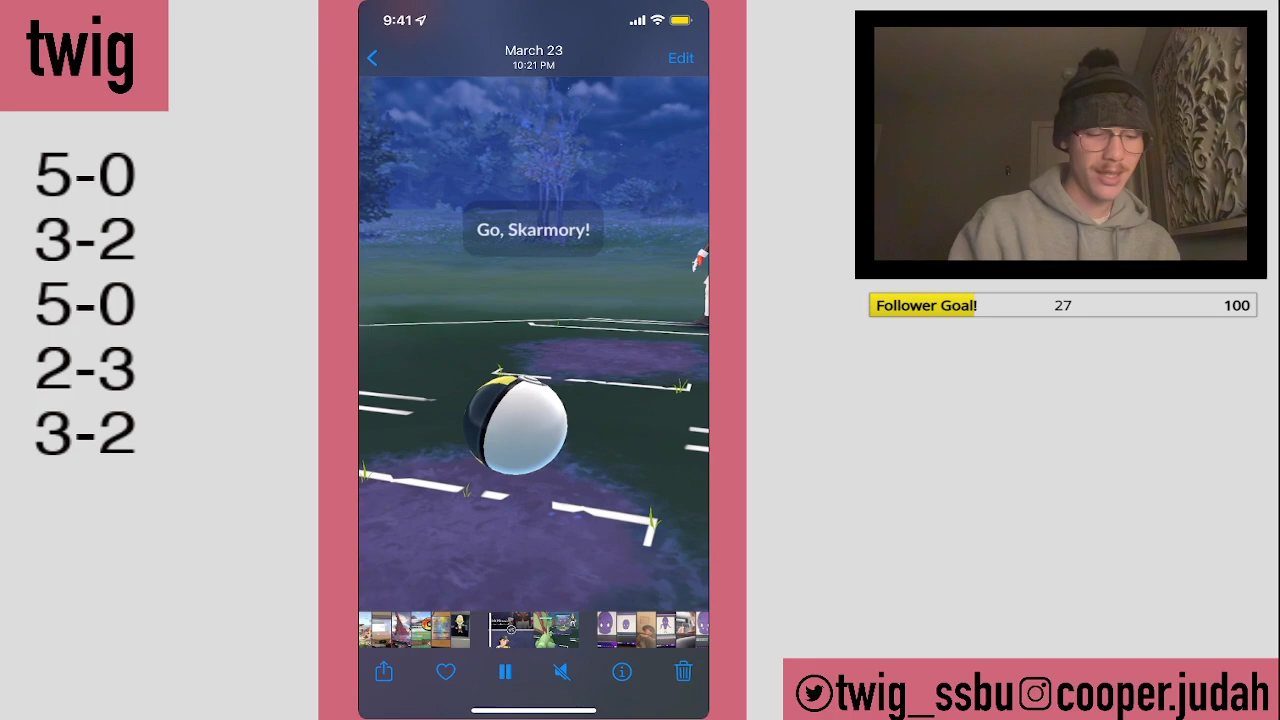 twig
5-0
3-2
5-0
2-3
3-2
9:41
March 23
10:21 PM
Edit
Go, Skarmory!
Follower Goal! 27 100
twig_ssbu cooper.judah